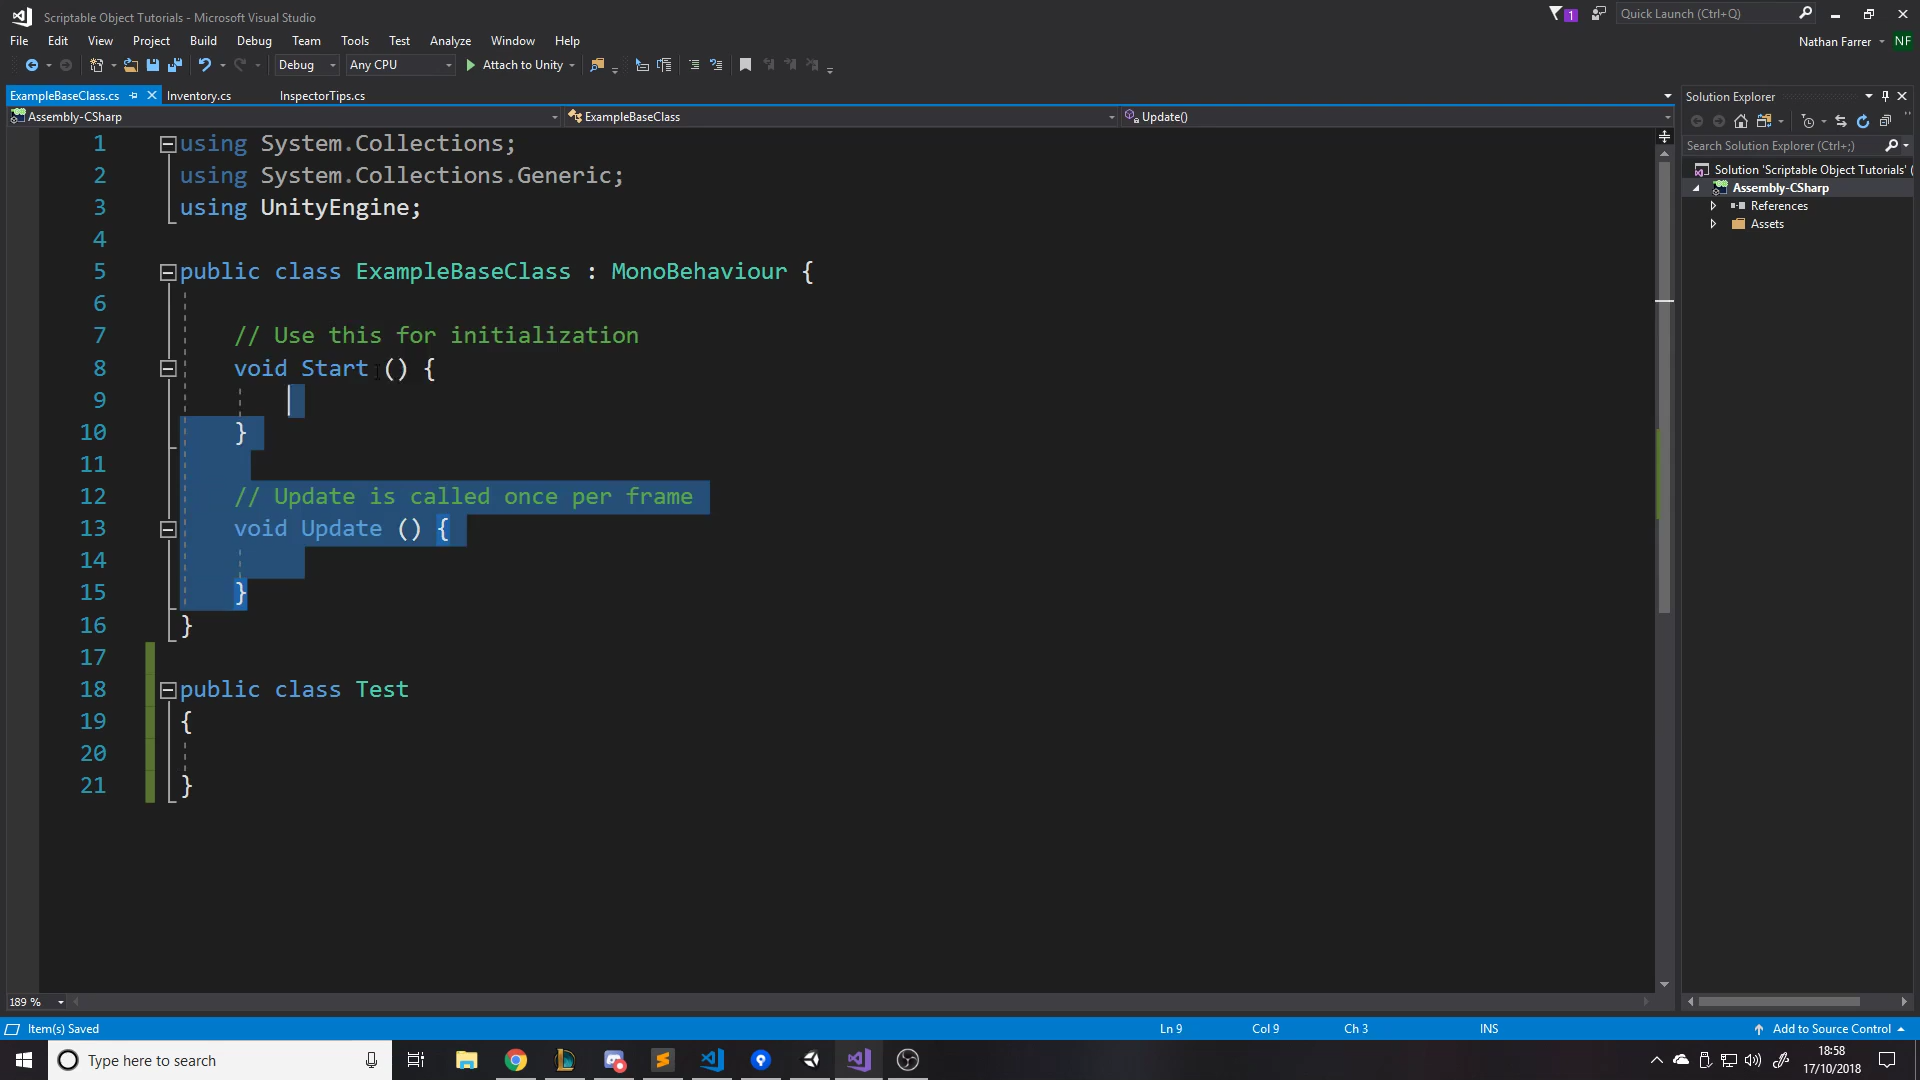 Scriptable Object Tutorials - Microsoft Visual Studio
1
Quick Launch (Ctrl+Q)
File Edit View Project Build Debug Team Tools Test Analyze Window Help
Nathan Farrer NF
Debug Any CPU Attach to Unity
ExampleBaseClass.cs Inventory.cs InspectorTips.cs
Assembly-CSharp ExampleBaseClass Update()
Solution Explorer
Search Solution Explorer (Ctrl+;)
Solution 'Scriptable Object Tutorials' (
Assembly-CSharp
References
Assets
1 using System.Collections;
2 using System.Collections.Generic;
3 using UnityEngine;
4
5 public class ExampleBaseClass : MonoBehaviour {
6
7 // Use this for initialization
8 void Start () {
9
10 }
11
12 // Update is called once per frame
13 void Update () {
14
15 }
16 }
17
18 public class Test
19 {
20
21 }
189 %
Item(s) Saved Ln 9 Col 9 Ch 3 INS Add to Source Control
Type here to search
18:58
17/10/2018